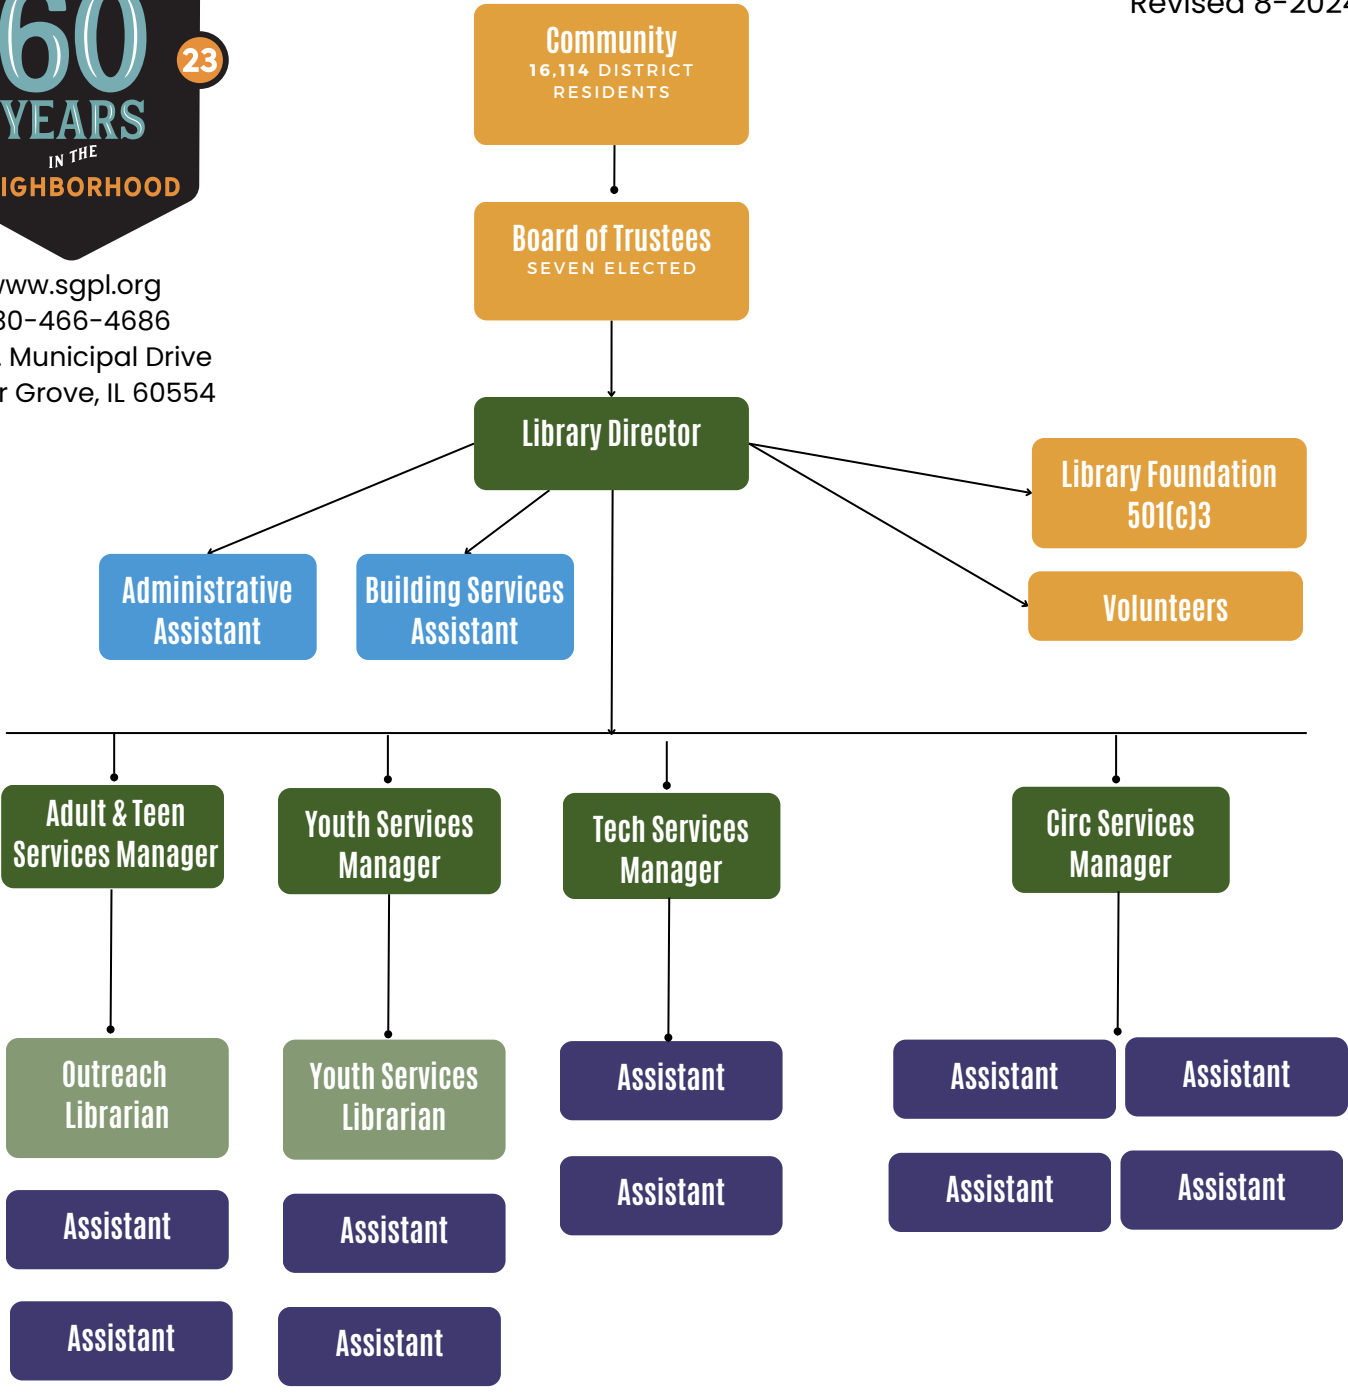 Revised 8-2024
60
23
YEARS
IN THE
IGHBORHOOD
www.sgpl.org
30-466-4686
. Municipal Drive
r Grove, IL 60554
Community
16,114 DISTRICT
RESIDENTS
Board of Trustees
SEVEN ELECTED
Library Director
Library Foundation
501(c)3
Volunteers
Administrative
Assistant
Building Services
Assistant
Adult & Teen
Services Manager
Youth Services
Manager
Tech Services
Manager
Circ Services
Manager
Outreach
Librarian
Assistant
Assistant
Youth Services
Librarian
Assistant
Assistant
Assistant
Assistant
Assistant
Assistant
Assistant
Assistant